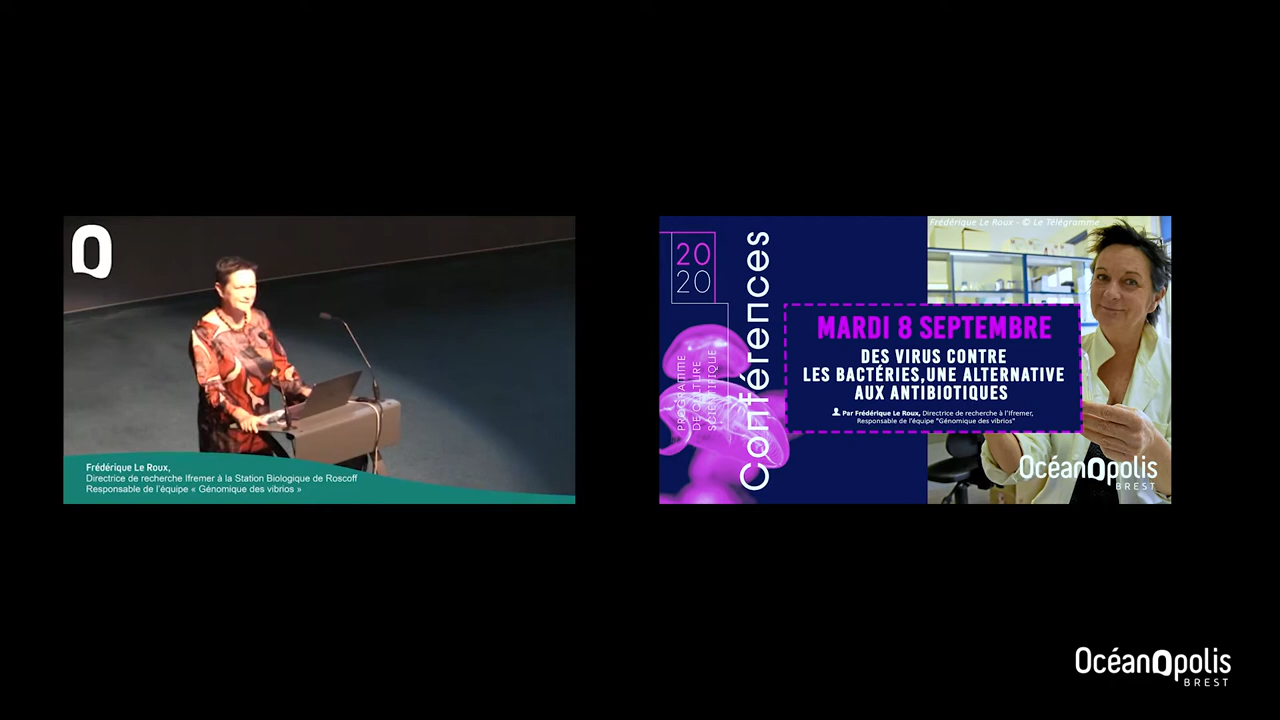 Frédérique Le Roux,
Directrice de recherche Ifremer à la Station Biologique de Roscoff
Responsable de l'équipe « Génomique des vibrios »
20
20
PROGRAMME
DE CULTURE
SCIENTIFIQUE
Conférences
Frédérique Le Roux - © Le Télégramme
MARDI 8 SEPTEMBRE
DES VIRUS CONTRE
LES BACTÉRIES,UNE ALTERNATIVE
AUX ANTIBIOTIQUES
Par Frédérique Le Roux, Directrice de recherche à l'Ifremer,
Responsable de l'équipe "Génomique des vibrios"
OcéanOpolis
BREST
OcéanOpolis
BREST